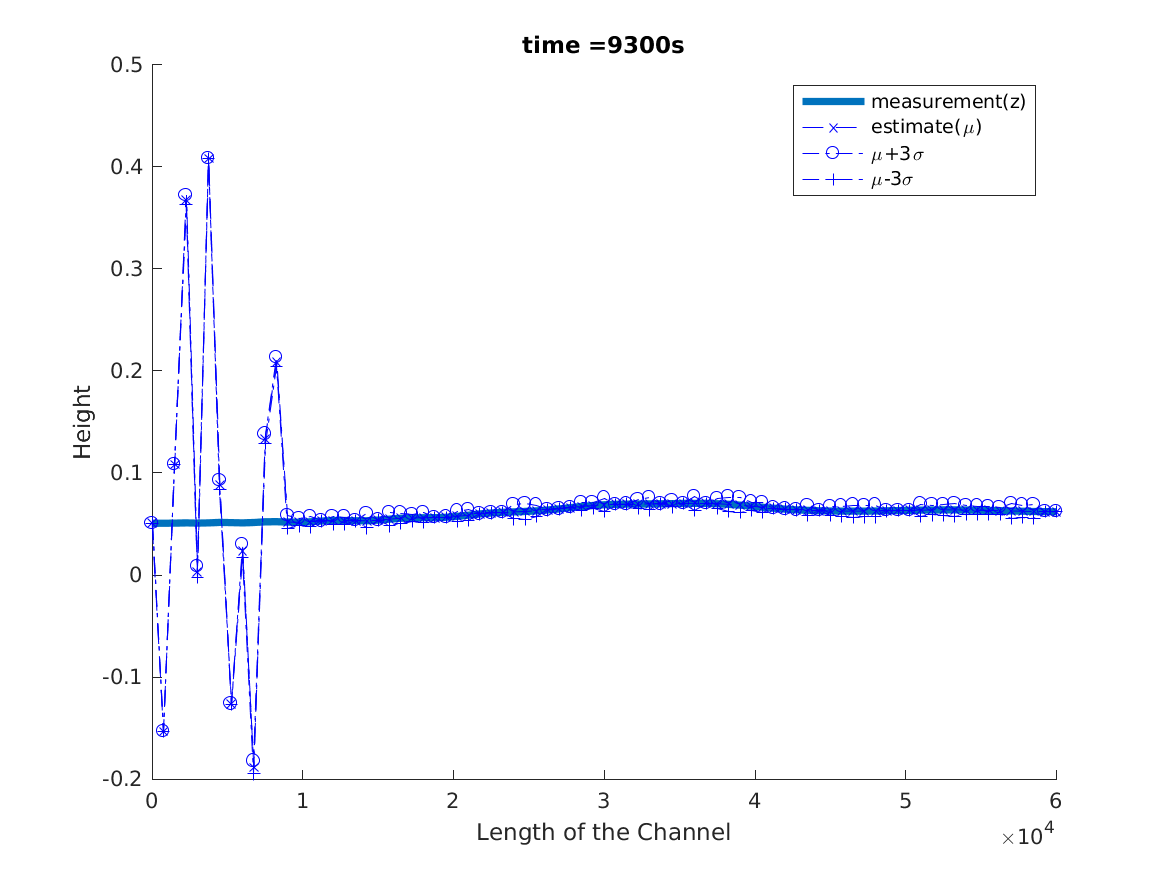 time =9300s
0.5
0.4
0.3
0.2
0.1
0
-0.1
-0.2
Height
measurement(z)
estimate(μ)
μ+3σ
μ-3σ
0 1 2 3 4 5 6
Length of the Channel
×10⁴